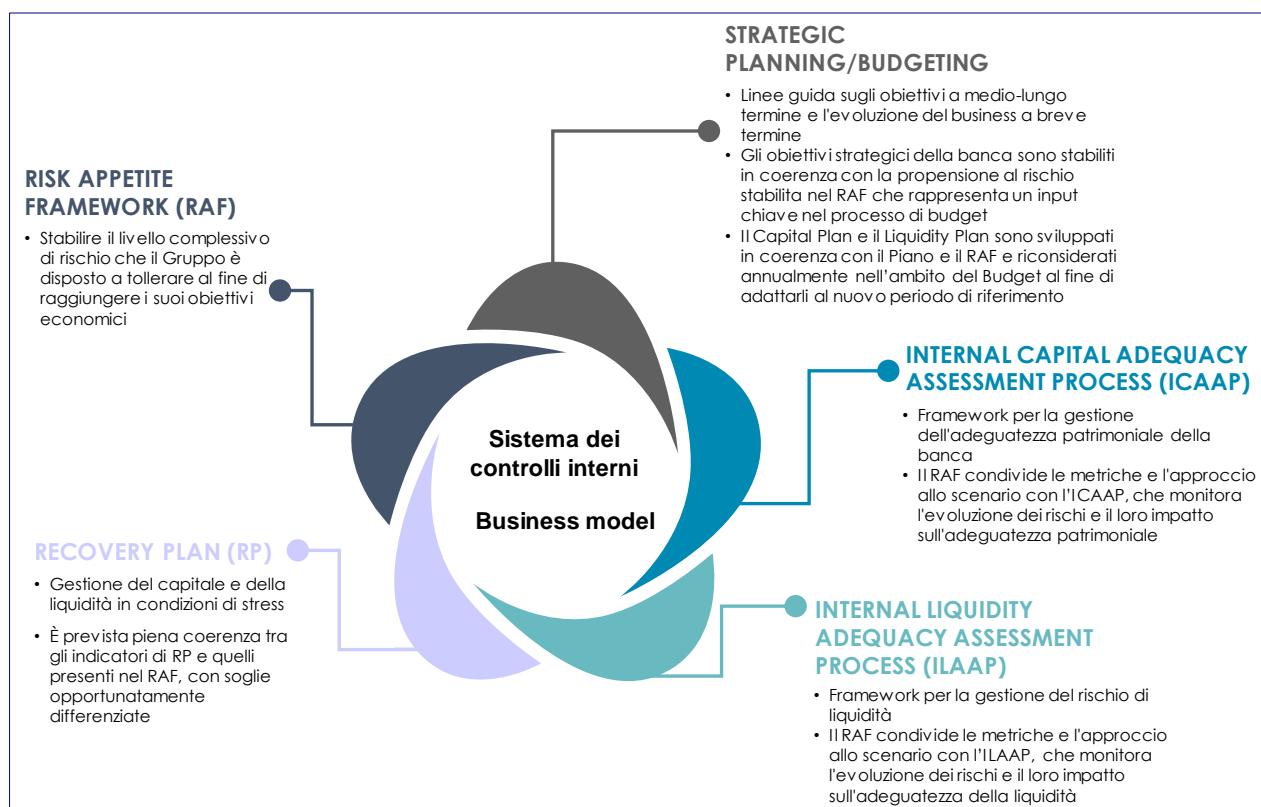 STRATEGIC
PLANNING/BUDGETING
• Linee guida sugli obiettivi a medio-lungo
termine e l'evoluzione del business a breve
termine
• Gli obiettivi strategici della banca sono stabiliti
in coerenza con la propensione al rischio
stabilita nel RAF che rappresenta un input
chiave nel processo di budget
• Il Capital Plan e il Liquidity Plan sono sviluppati
in coerenza con il Piano e il RAF e riconsiderati
annualmente nell'ambito del Budget al fine di
adattarli al nuovo periodo di riferimento
RISK APPETITE
FRAMEWORK (RAF)
• Stabilire il livello complessivo
di rischio che il Gruppo è
disposto a tollerare al fine di
raggiungere i suoi obiettivi
economici
INTERNAL CAPITAL ADEQUACY
ASSESSMENT PROCESS (ICAAP)
• Framework per la gestione
dell'adeguatezza patrimoniale della
banca
• Il RAF condivide le metriche e l'approccio
allo scenario con l'ICAAP, che monitora
l'evoluzione dei rischi e il loro impatto
sull'adeguatezza patrimoniale
Sistema dei
controlli interni
Business model
RECOVERY PLAN (RP)
• Gestione del capitale e della
liquidità in condizioni di stress
• È prevista piena coerenza tra
gli indicatori di RP e quelli
presenti nel RAF, con soglie
opportunatamente
differenziate
INTERNAL LIQUIDITY
ADEQUACY ASSESSMENT
PROCESS (ILAAP)
• Framework per la gestione del rischio di
liquidità
• Il RAF condivide le metriche e l'approccio
allo scenario con l'ILAAP, che monitora
l'evoluzione dei rischi e il loro impatto
sull'adeguatezza della liquidità